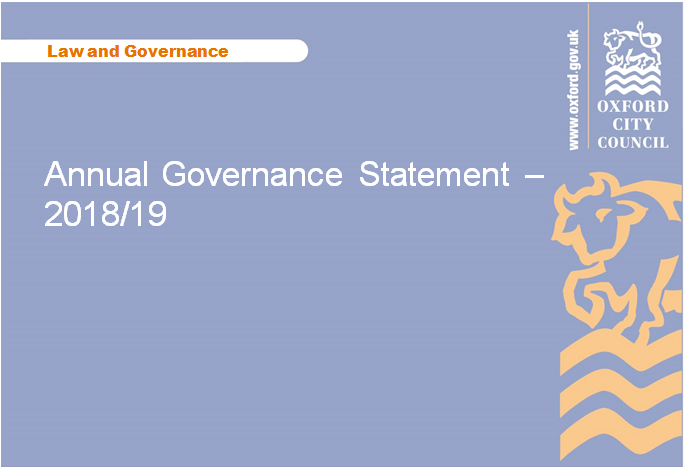 Law and Governance
www.oxford.gov.uk
OXFORD
CITY
COUNCIL
Annual Governance Statement –
2018/19